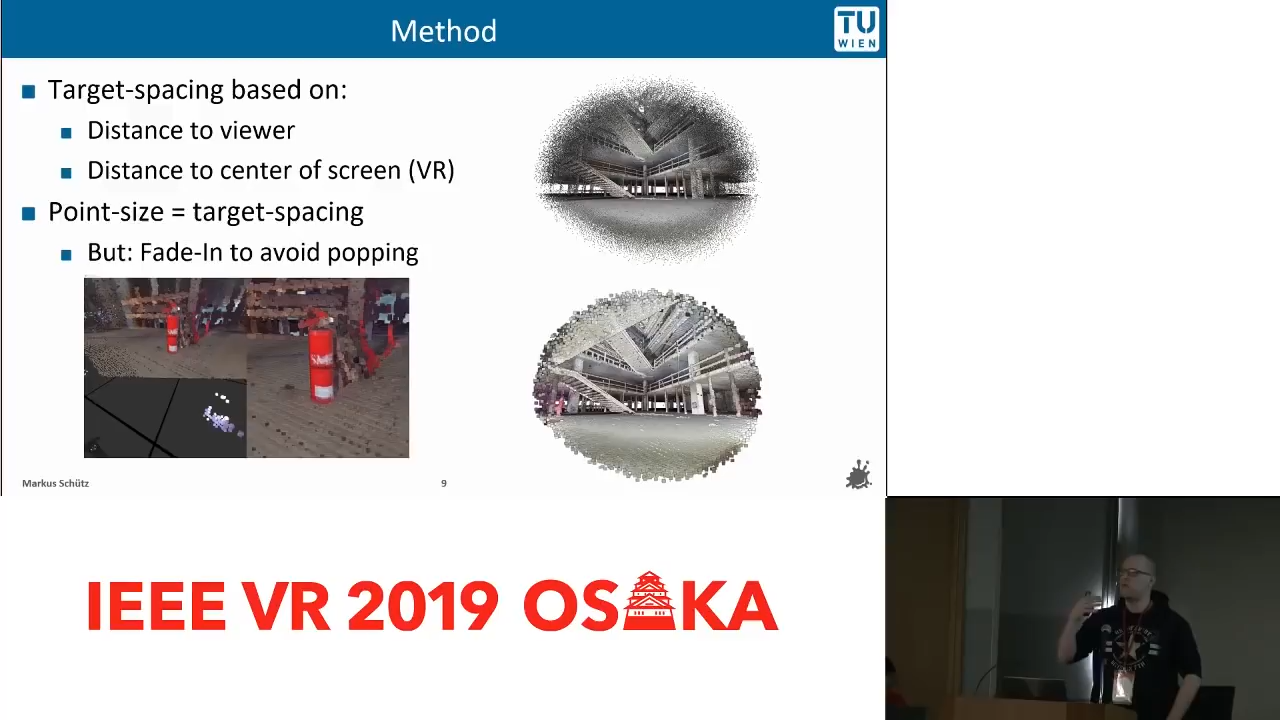 Method
TU
WIEN
Target-spacing based on:
Distance to viewer
Distance to center of screen (VR)
Point-size = target-spacing
But: Fade-In to avoid popping
Markus Schütz
9
IEEE VR 2019 OSAKA